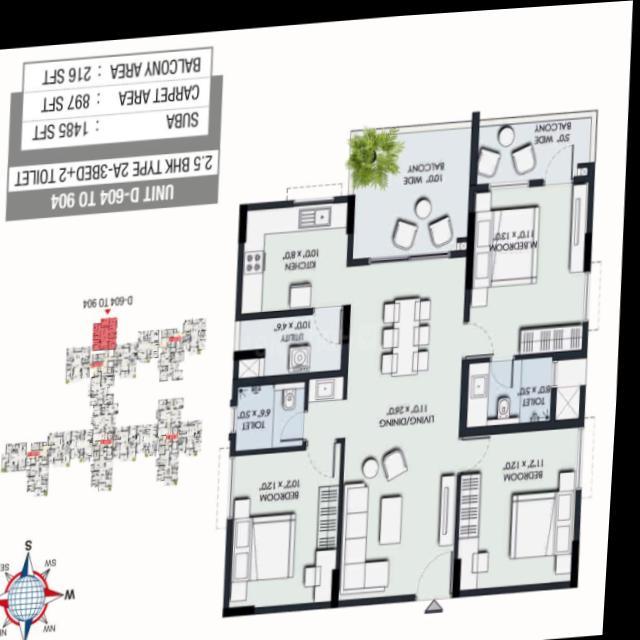 UNIT D-604 TO 904
2.5 BHK TYPE 2A-3BED+2 TOILET
SUBA : 1485 SFT
CARPET AREA : 897 SFT
BALCONY AREA : 216 SFT
BEDROOM
11'2" x 12'0"
BEDROOM
10'2" x 12'0"
LIVING/DINING
11'0" x 26'0"
TOILET
8'0" x 5'0"
TOILET
6'6" x 5'0"
UTILITY
10'0" x 4'6"
M.BEDROOM
11'0" x 13'0"
KITCHEN
10'0" x 8'0"
BALCONY
10'0" WIDE
BALCONY
5'0" WIDE
D-604 TO 904
S
SW
W
NW
SE